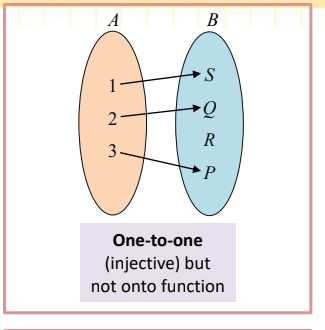 A B
1 S
2 Q
R
3 P
One-to-one
(injective) but
not onto function